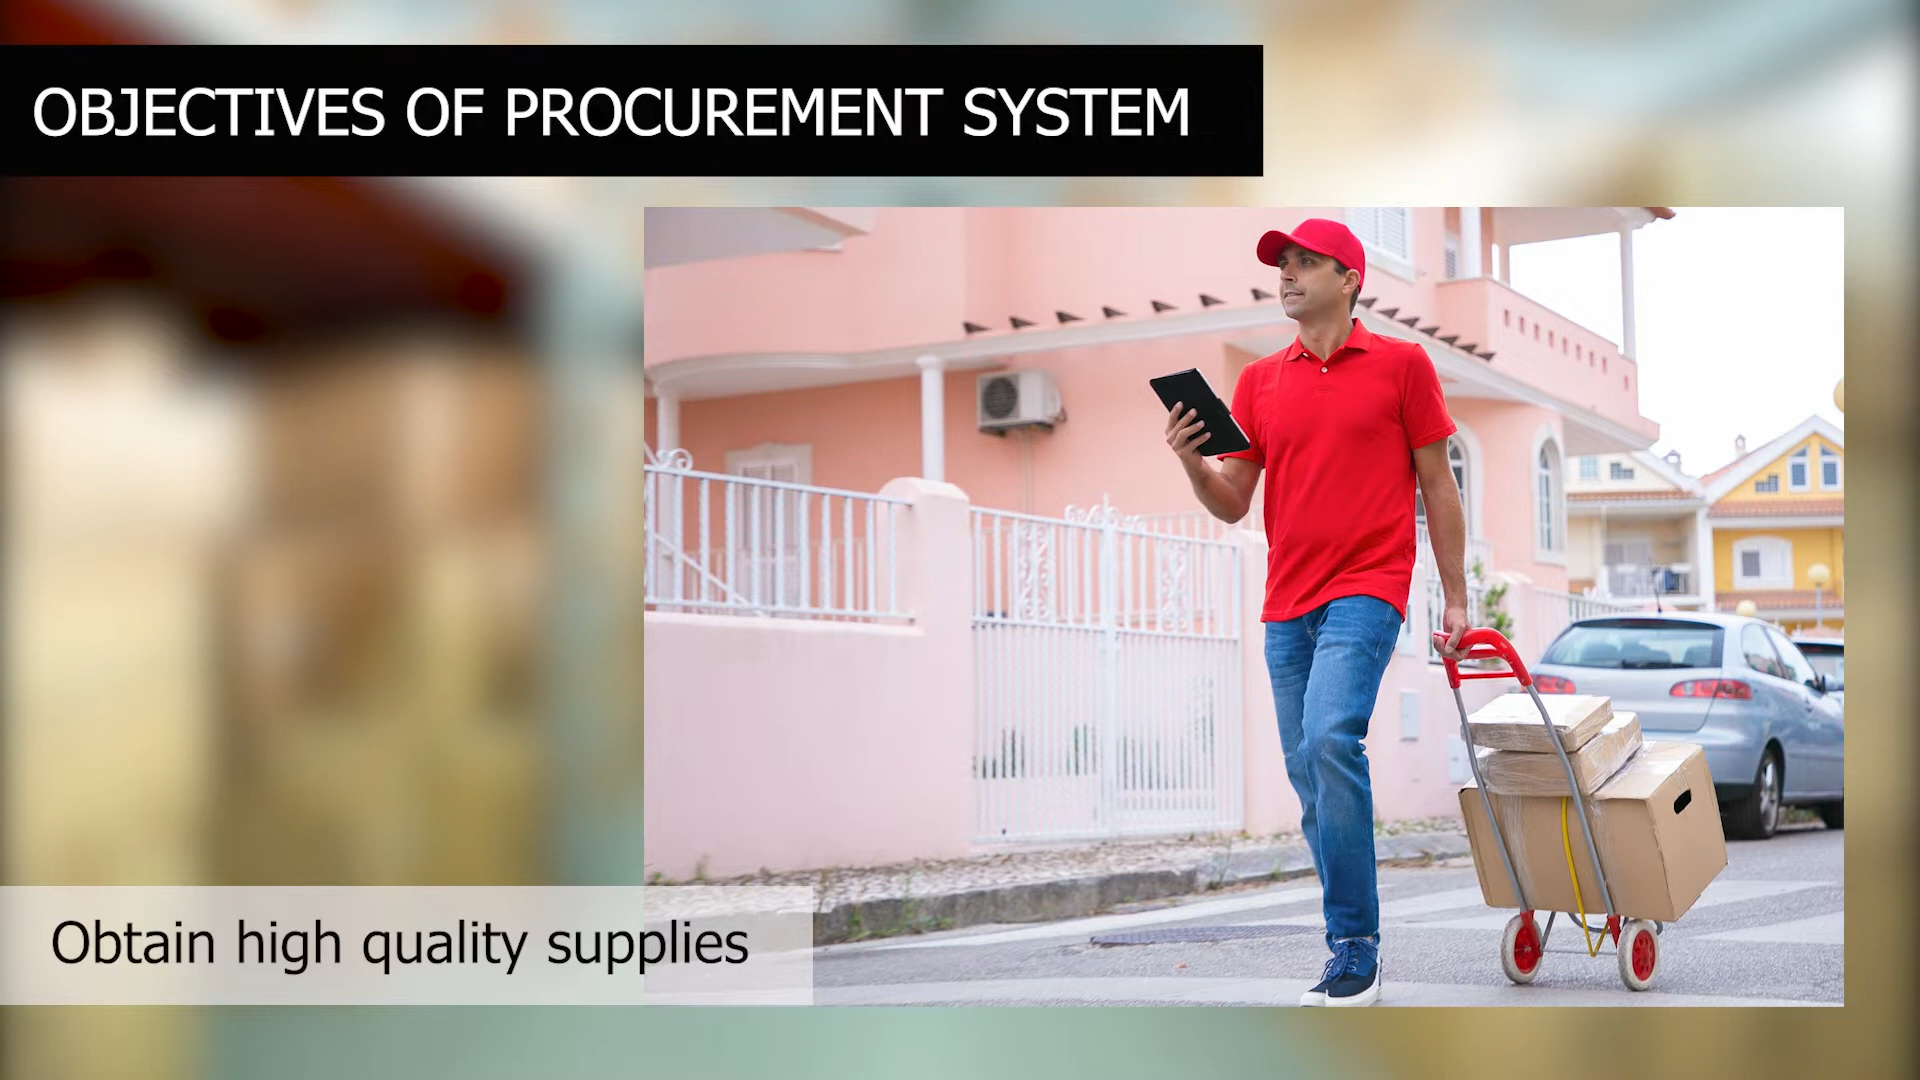 OBJECTIVES OF PROCUREMENT SYSTEM
Obtain high quality supplies